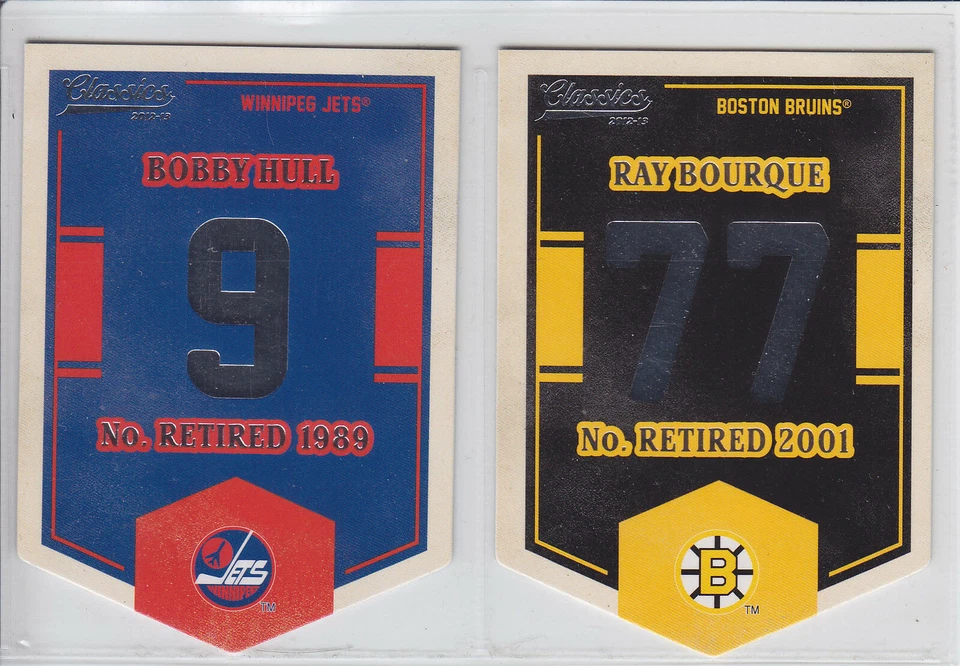 Classics
2012-13
WINNIPEG JETS®
BOBBY HULL
9
No. RETIRED 1989
JETS
WINNIPEG
TM
Classics
2012-13
BOSTON BRUINS®
RAY BOURQUE
77
No. RETIRED 2001
B
TM